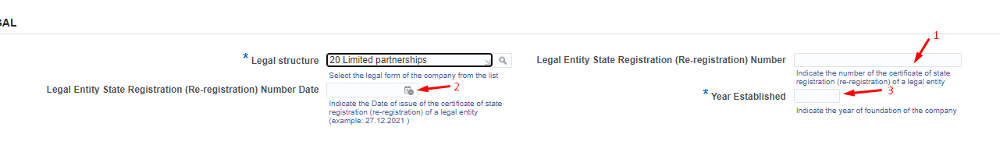 GAL
* Legal structure 20 Limited partnerships
Select the legal form of the company from the list
Legal Entity State Registration (Re-registration) Number Date 2
Indicate the Date of issue of the certificate of state
registration (re-registration) of a legal entity
(example: 27.12.2021 )
1
Legal Entity State Registration (Re-registration) Number
Indicate the number of the certificate of state
registration (re-registration) of a legal entity
* Year Established 3
Indicate the year of foundation of the company